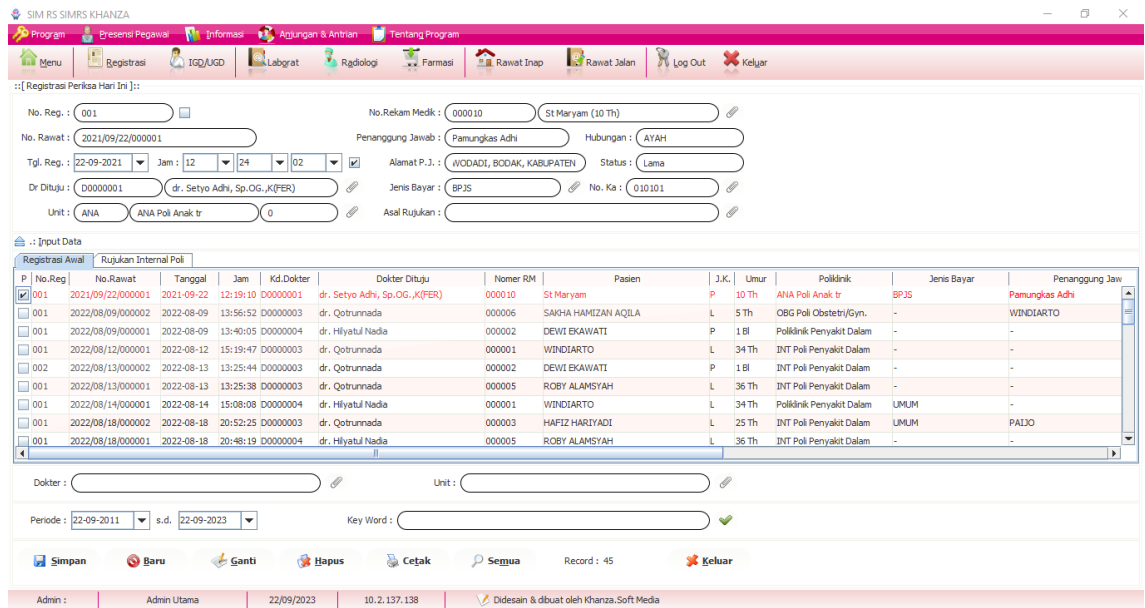 SIM RS SIMRS KHANZA
Program Presensi Pegawai Informasi Anjungan & Antrian Tentang Program
Menu Registrasi IGD/UGD Labgrat Radiologi Farmasi Rawat Inap Rawat Jalan Log Out Keluar
::[ Registrasi Periksa Hari Ini ]::
No. Reg. : 001 No.Rekam Medik : 000010 St Maryam (10 Th)
No. Rawat : 2021/09/22/000001 Penanggung Jawab : Pamungkas Adhi Hubungan : AYAH
Tgl. Reg. : 22-09-2021 Jam : 12 24 02 Alamat P.J. : WODADI, BODAK, KABUPATEN Status : Lama
Dr Dituju : D0000001 dr. Setyo Adhi, Sp.OG.,K(FER) Jenis Bayar : BPJS No. Ka : 010101
Unit : ANA ANA Poli Anak tr 0 Asal Rujukan :
.: Input Data
Registrasi Awal Rujukan Internal Poli
P No.Reg No.Rawat Tanggal Jam Kd.Dokter Dokter Dituju Nomer RM Pasien J.K. Umur Poliklinik Jenis Bayar Penanggung Jaw
001 2021/09/22/000001 2021-09-22 12:19:10 D0000001 dr. Setyo Adhi, Sp.OG.,K(FER) 000010 St Maryam P 10 Th ANA Poli Anak tr BPJS Pamungkas Adhi
001 2022/08/09/000002 2022-08-09 13:56:52 D0000003 dr. Qotrunnada 000006 SAKHA HAMIZAN AQILA L 5 Th OBG Poli Obstetri/Gyn. - WINDIARTO
001 2022/08/09/000001 2022-08-09 13:40:05 D0000004 dr. Hilyatul Nadia 000002 DEWI EKAWATI P 1 Bl Poliklinik Penyakit Dalam - -
001 2022/08/12/000001 2022-08-12 15:19:47 D0000003 dr. Qotrunnada 000001 WINDIARTO L 34 Th INT Poli Penyakit Dalam - -
002 2022/08/13/000002 2022-08-13 13:25:44 D0000003 dr. Qotrunnada 000002 DEWI EKAWATI P 1 Bl INT Poli Penyakit Dalam - -
001 2022/08/13/000001 2022-08-13 13:25:38 D0000003 dr. Qotrunnada 000005 ROBY ALAMSYAH L 36 Th INT Poli Penyakit Dalam - -
001 2022/08/14/000001 2022-08-14 15:08:08 D0000004 dr. Hilyatul Nadia 000001 WINDIARTO L 34 Th Poliklinik Penyakit Dalam UMUM -
001 2022/08/18/000002 2022-08-18 20:52:25 D0000003 dr. Qotrunnada 000003 HAFIZ HARIYADI L 25 Th INT Poli Penyakit Dalam UMUM PAIJO
001 2022/08/18/000001 2022-08-18 20:48:19 D0000004 dr. Hilyatul Nadia 000005 ROBY ALAMSYAH L 36 Th INT Poli Penyakit Dalam - -
Dokter : Unit :
Periode : 22-09-2011 s.d. 22-09-2023 Key Word :
Simpan Baru Ganti Hapus Cetak Semua Record : 45 Keluar
Admin : Admin Utama 22/09/2023 10.2.137.138 Didesain & dibuat oleh Khanza.Soft Media